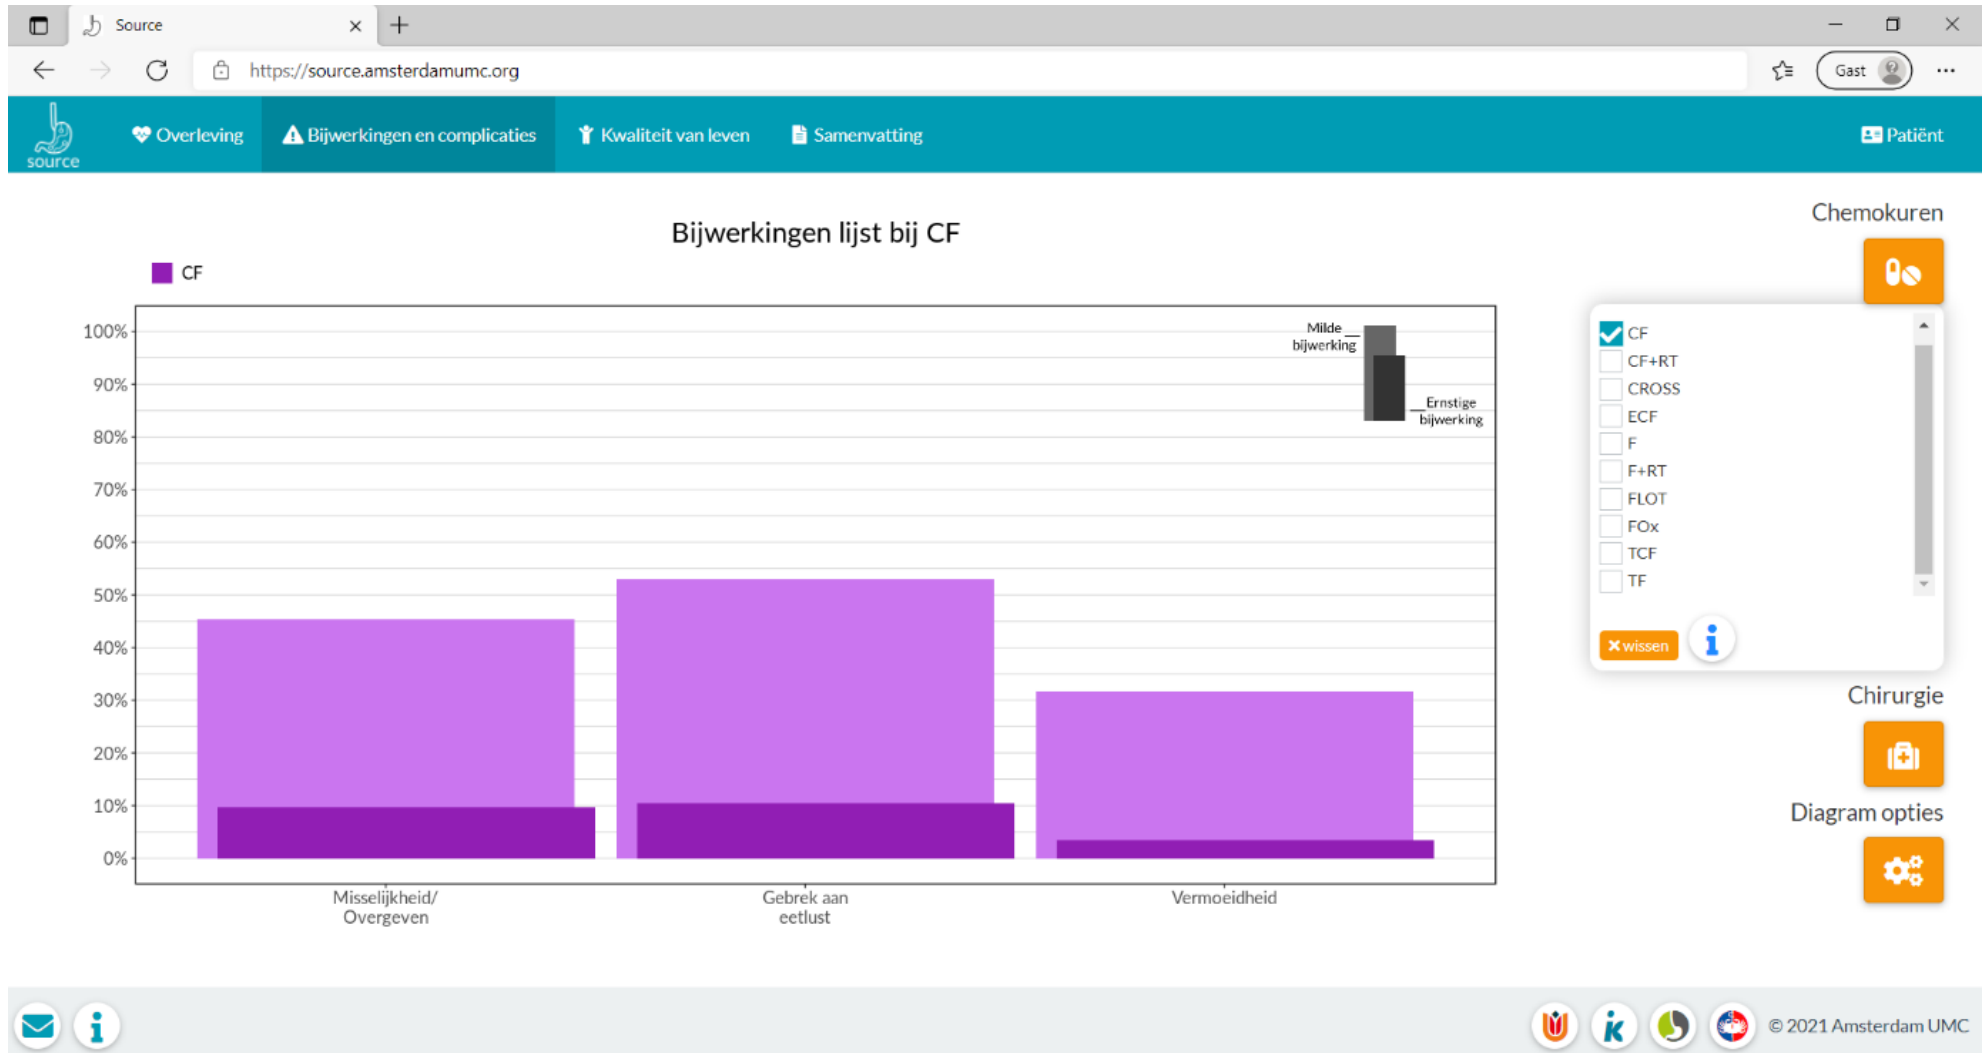 Source
https://source.amsterdamumc.org
Gast
source
Overleving
Bijwerkingen en complicaties
Kwaliteit van leven
Samenvatting
Patiënt
Bijwerkingen lijst bij CF
CF
100%
90%
80%
70%
60%
50%
40%
30%
20%
10%
0%
Milde
bijwerking
Ernstige
bijwerking
Misselijkheid/
Overgeven
Gebrek aan
eetlust
Vermoeidheid
Chemokuren
CF
CF+RT
CROSS
ECF
F
F+RT
FLOT
FOx
TCF
TF
wissen
Chirurgie
Diagram opties
© 2021 Amsterdam UMC